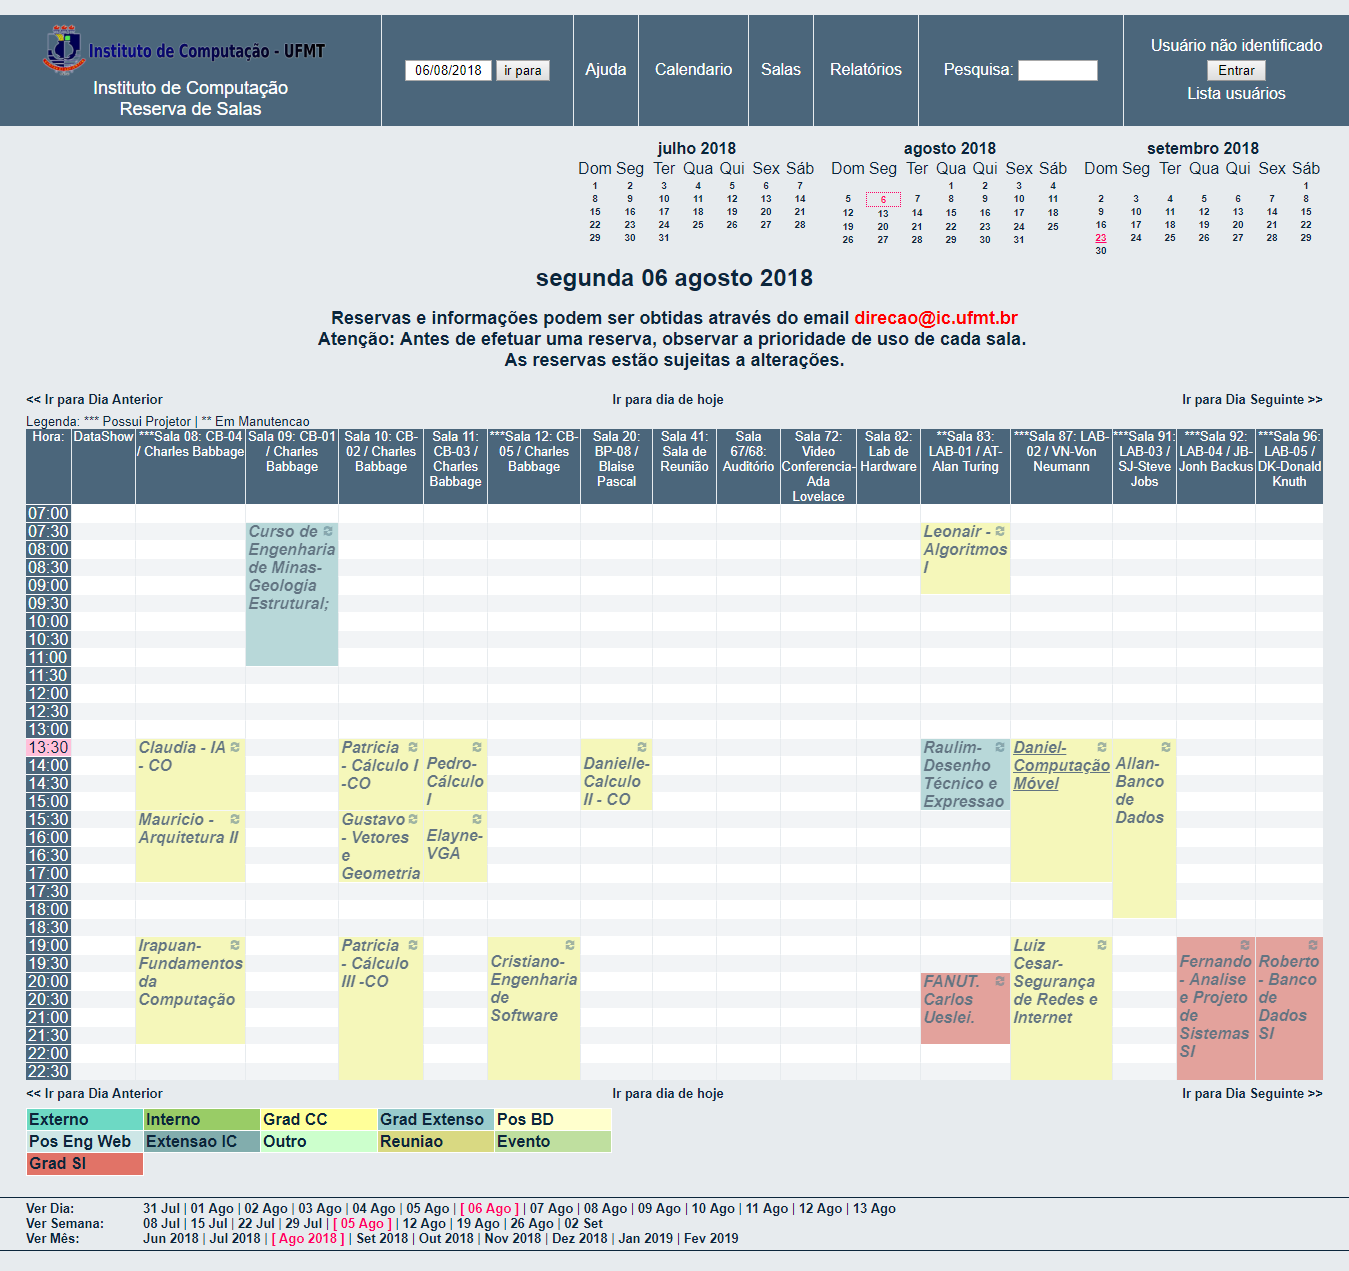 Instituto de Computação - UFMT
Instituto de Computação
Reserva de Salas
06/08/2018 ir para
Ajuda
Calendario
Salas
Relatórios
Pesquisa:
Usuário não identificado
Entrar
Lista usuários
julho 2018
Dom Seg Ter Qua Qui Sex Sáb
1 2 3 4 5 6 7
8 9 10 11 12 13 14
15 16 17 18 19 20 21
22 23 24 25 26 27 28
29 30 31
agosto 2018
Dom Seg Ter Qua Qui Sex Sáb
1 2 3 4
5 6 7 8 9 10 11
12 13 14 15 16 17 18
19 20 21 22 23 24 25
26 27 28 29 30 31
setembro 2018
Dom Seg Ter Qua Qui Sex Sáb
1
2 3 4 5 6 7 8
9 10 11 12 13 14 15
16 17 18 19 20 21 22
23 24 25 26 27 28 29
30
segunda 06 agosto 2018
Reservas e informações podem ser obtidas através do email direcao@ic.ufmt.br
Atenção: Antes de efetuar uma reserva, observar a prioridade de uso de cada sala.
As reservas estão sujeitas a alterações.
<< Ir para Dia Anterior
Ir para dia de hoje
Ir para Dia Seguinte >>
Legenda: *** Possui Projetor | ** Em Manutencao
Hora:
DataShow
***Sala 08: CB-04
/ Charles Babbage
Sala 09: CB-01
/ Charles
Babbage
Sala 10: CB-
02 / Charles
Babbage
Sala 11:
CB-03 /
Charles
Babbage
***Sala 12: CB-
05 / Charles
Babbage
Sala 20:
BP-08 /
Blaise
Pascal
Sala 41:
Sala de
Reunião
Sala
67/68:
Auditório
Sala 72:
Video
Conferencia-
Ada
Lovelace
Sala 82:
Lab de
Hardware
**Sala 83:
LAB-01 / AT-
Alan Turing
***Sala 87: LAB-
02 / VN-Von
Neumann
***Sala 91:
LAB-03 /
SJ-Steve
Jobs
***Sala 92:
LAB-04 / JB-
Jonh Backus
***Sala 96:
LAB-05 /
DK-Donald
Knuth
07:00
07:30
08:00
08:30
09:00
09:30
10:00
10:30
11:00
11:30
12:00
12:30
13:00
13:30
14:00
14:30
15:00
15:30
16:00
16:30
17:00
17:30
18:00
18:30
19:00
19:30
20:00
20:30
21:00
21:30
22:00
22:30
Curso de
Engenharia
de Minas-
Geologia
Estrutural;
Leonair -
Algoritmos
I
Claudia - IA
- CO
Patricia
- Cálculo I
-CO
Pedro-
Cálculo
I
Danielle-
Calculo
II - CO
Raulim-
Desenho
Técnico e
Expressao
Daniel-
Computação
Móvel
Allan-
Banco
de
Dados
Mauricio -
Arquitetura II
Gustavo
- Vetores
e
Geometria
Elayne-
VGA
Irapuan-
Fundamentos
da
Computação
Patricia
- Cálculo
III -CO
Cristiano-
Engenharia
de
Software
FANUT.
Carlos
Ueslei.
Luiz
Cesar-
Segurança
de Redes e
Internet
Fernando
- Analise
e Projeto
de
Sistemas
SI
Roberto
- Banco
de
Dados
SI
<< Ir para Dia Anterior
Ir para dia de hoje
Ir para Dia Seguinte >>
Externo Interno Grad CC Grad Extenso Pos BD
Pos Eng Web Extensao IC Outro Reuniao Evento
Grad SI
Ver Dia: 31 Jul | 01 Ago | 02 Ago | 03 Ago | 04 Ago | 05 Ago | [ 06 Ago ] | 07 Ago | 08 Ago | 09 Ago | 10 Ago | 11 Ago | 12 Ago | 13 Ago
Ver Semana: 08 Jul | 15 Jul | 22 Jul | 29 Jul | [ 05 Ago ] | 12 Ago | 19 Ago | 26 Ago | 02 Set
Ver Mês: Jun 2018 | Jul 2018 | [ Ago 2018 ] | Set 2018 | Out 2018 | Nov 2018 | Dez 2018 | Jan 2019 | Fev 2019